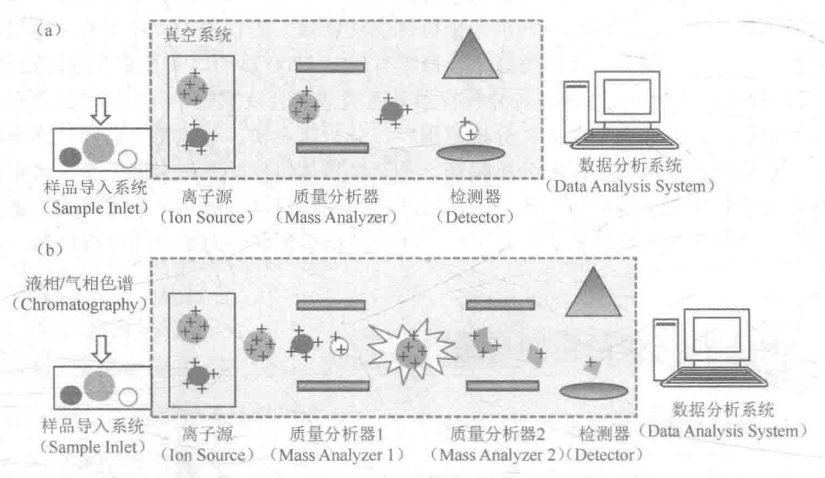 （a）
真空系统
样品导入系统
（Sample Inlet）
离子源
（Ion Source）
质量分析器
（Mass Analyzer）
检测器
（Detector）
数据分析系统
（Data Analysis System）
（b）
液相/气相色谱
（Chromatography）
样品导入系统
（Sample Inlet）
离子源
（Ion Source）
质量分析器1
（Mass Analyzer 1）
质量分析器2
（Mass Analyzer 2）
检测器
（Detector）
数据分析系统
（Data Analysis System）